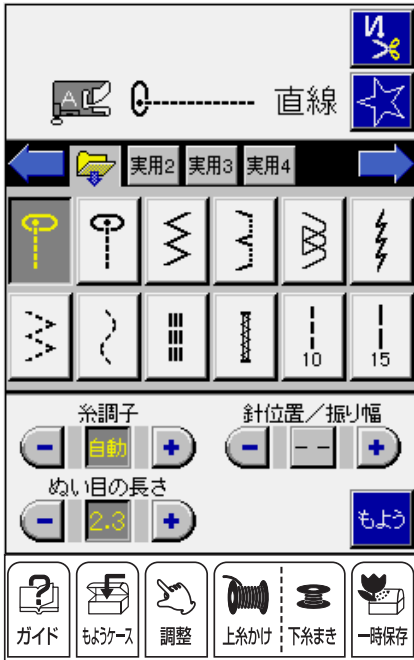 A
直線
実用2 実用3 実用4
10 15
糸調子 針位置／振り幅
- 自動 + - -- +
ぬい目の長さ
- 2.3 + もよう
ガイド もようケース 調整 上糸かけ 下糸まき 一時保存